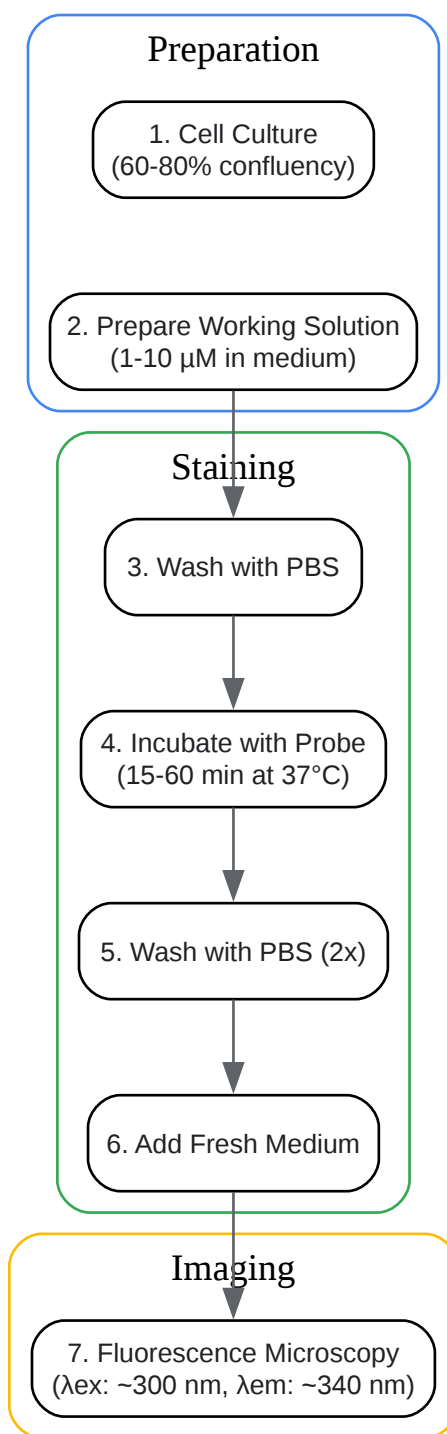 Preparation
1. Cell Culture
(60-80% confluency)
2. Prepare Working Solution
(1-10 µM in medium)
Staining
3. Wash with PBS
4. Incubate with Probe
(15-60 min at 37°C)
5. Wash with PBS (2x)
6. Add Fresh Medium
Imaging
7. Fluorescence Microscopy
(λex: ~300 nm, λem: ~340 nm)